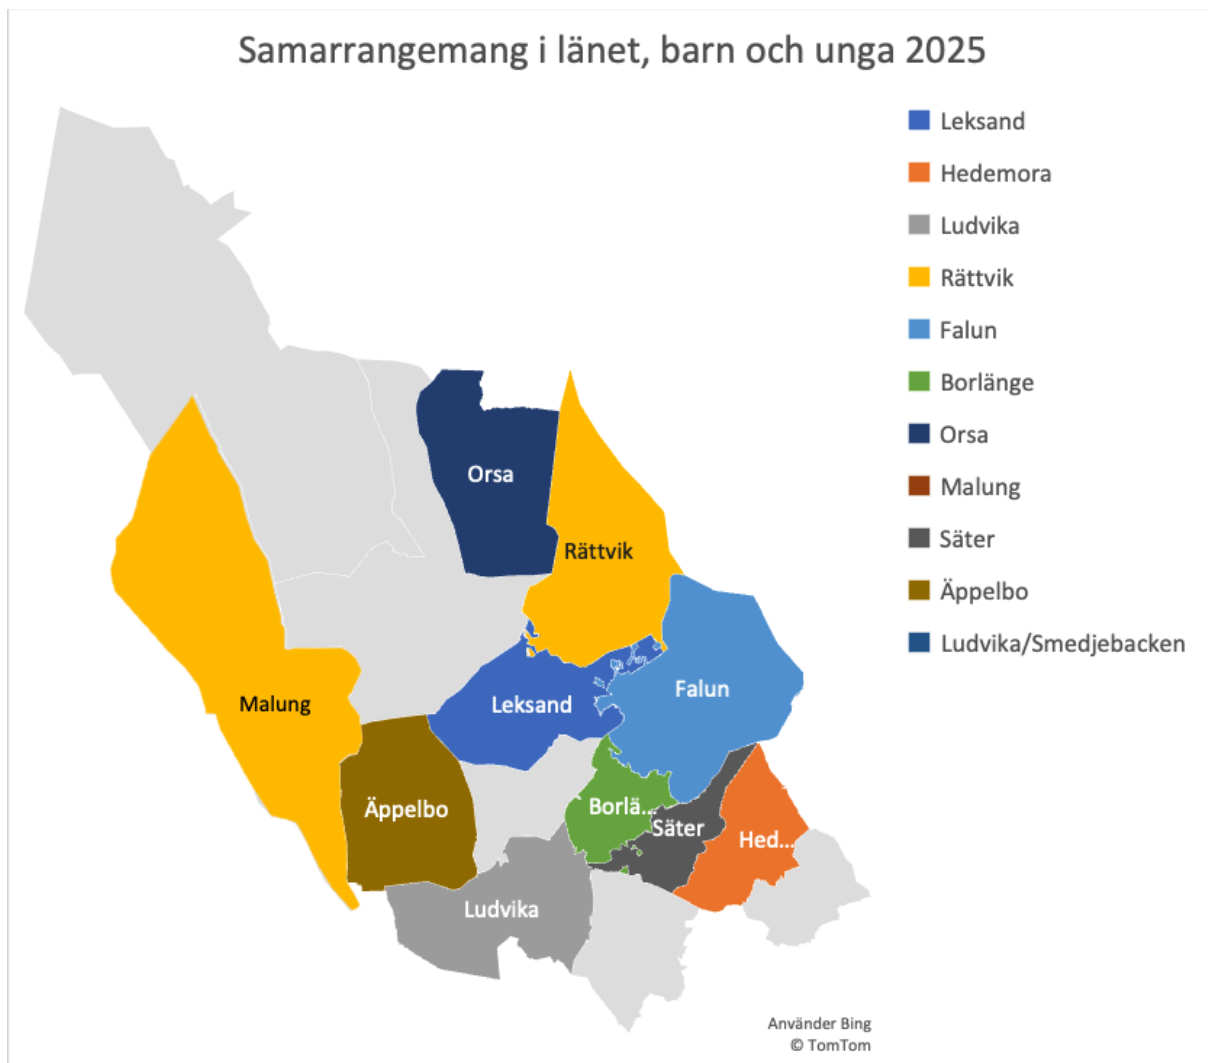 Samarrangemang i länet, barn och unga 2025
Leksand
Hedemora
Ludvika
Rättvik
Falun
Borlänge
Orsa
Malung
Säter
Äppelbo
Ludvika/Smedjebacken
Orsa
Rättvik
Falun
Malung
Leksand
Äppelbo
Borlä...
Säter
Hed...
Ludvika
Använder Bing
© TomTom